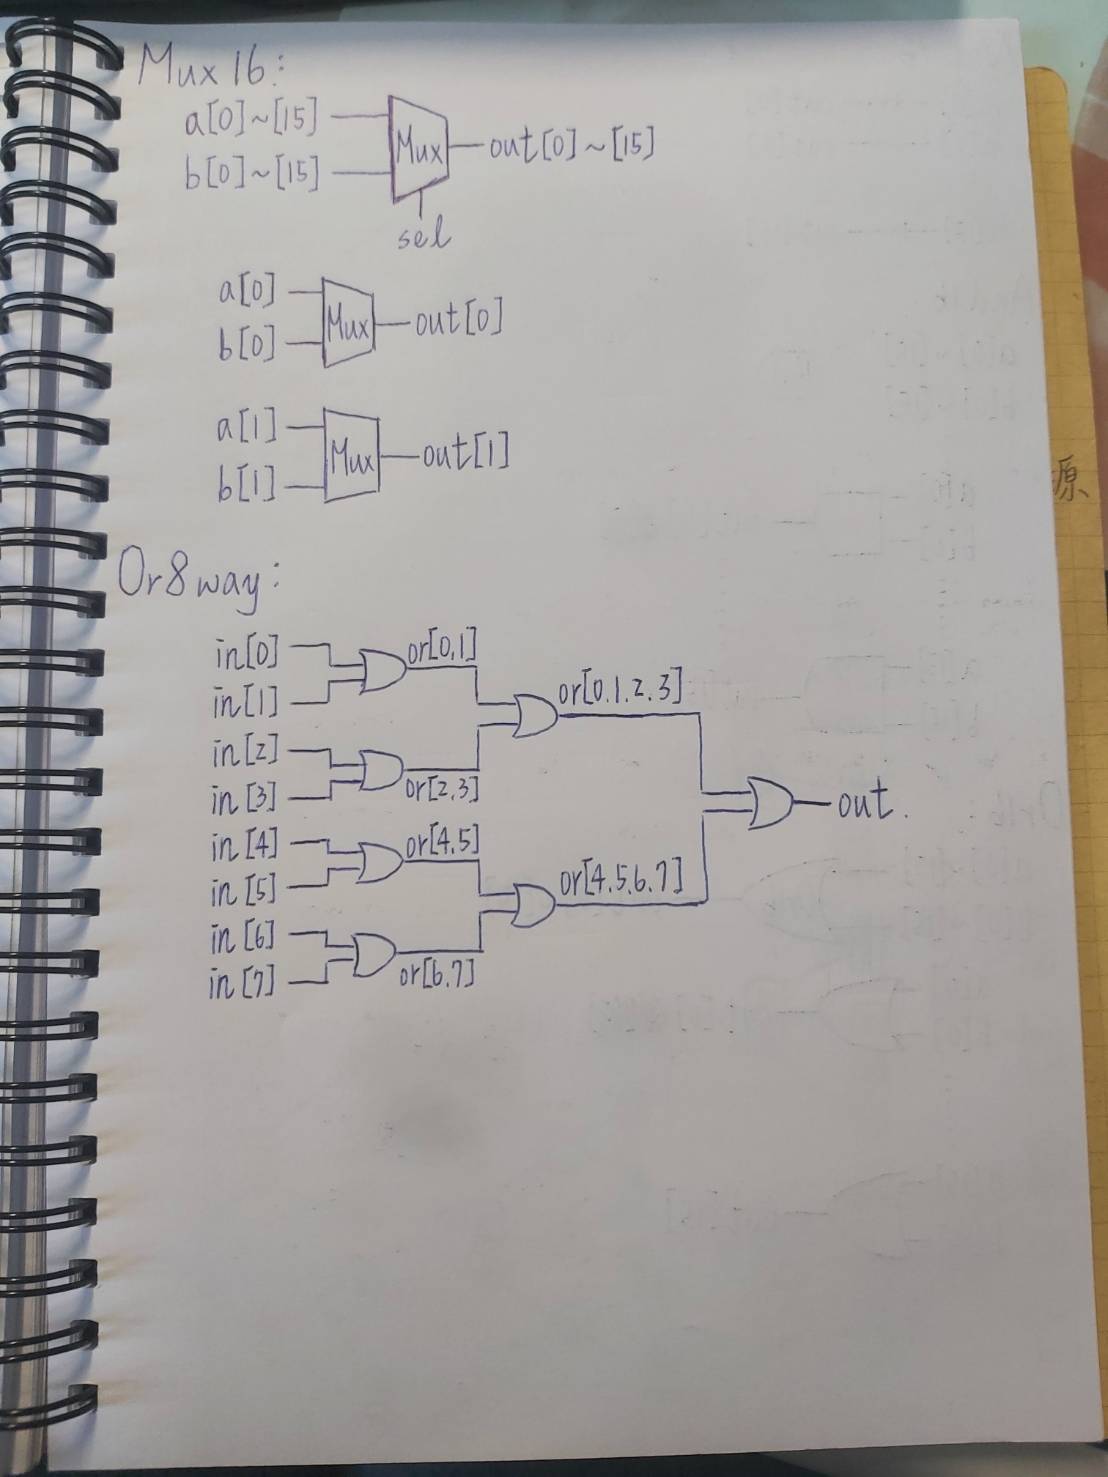 Mux 16:
a[0]~[15]
Mux
out[0]~[15]
b[0]~[15]
sel
a[0]
Mux
out[0]
b[0]
a[1]
Mux
out[1]
b[1]
原
Or8way:
in[0]
or[0,1]
in[1]
or[0.1.2.3]
in[2]
in[3]
or[2,3]
out.
in[4]
or[4,5]
in[5]
or[4.5.6.7]
in[6]
in[7]
or[6.7]